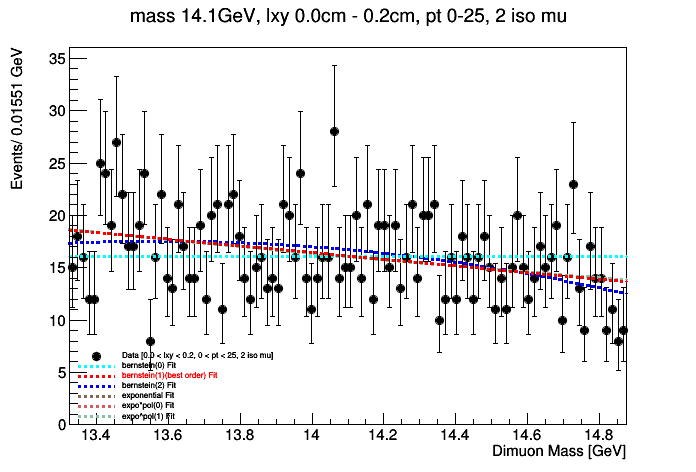 mass 14.1GeV, lxy 0.0cm - 0.2cm, pt 0-25, 2 iso mu
Events/ 0.01551 GeV
35
30
25
20
15
10
5
0
Data [0.0 < lxy < 0.2, 0 < pt < 25, 2 iso mu]
bernstein(0) Fit
bernstein(1)(best order) Fit
bernstein(2) Fit
exponential Fit
expo*pol(0) Fit
expo*pol(1) Fit
13.4 13.6 13.8 14 14.2 14.4 14.6 14.8
Dimuon Mass [GeV]